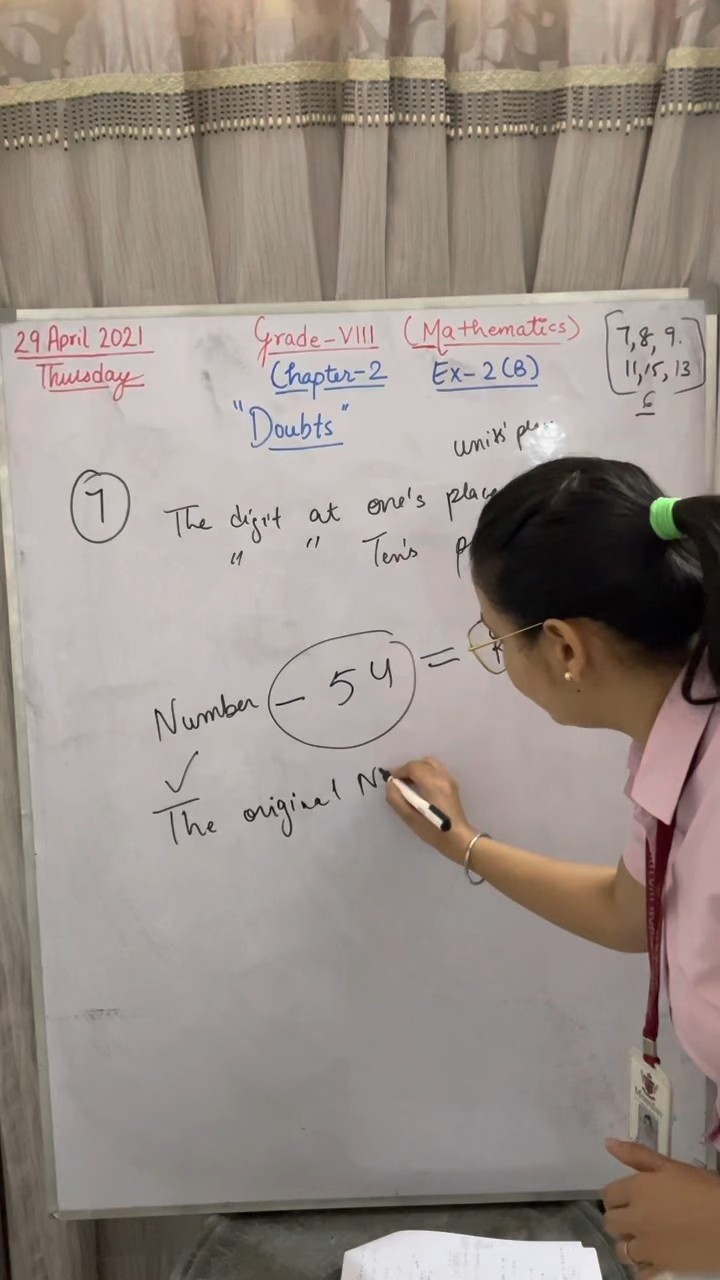 29 April 2021
Thursday
Grade-VIII (Mathematics)
Chapter-2 Ex-2(B)
"Doubts"
7, 8, 9.
11, 15, 13
6
units'
7
The digit at one's place
" " Ten's
Number - 54 =
The original